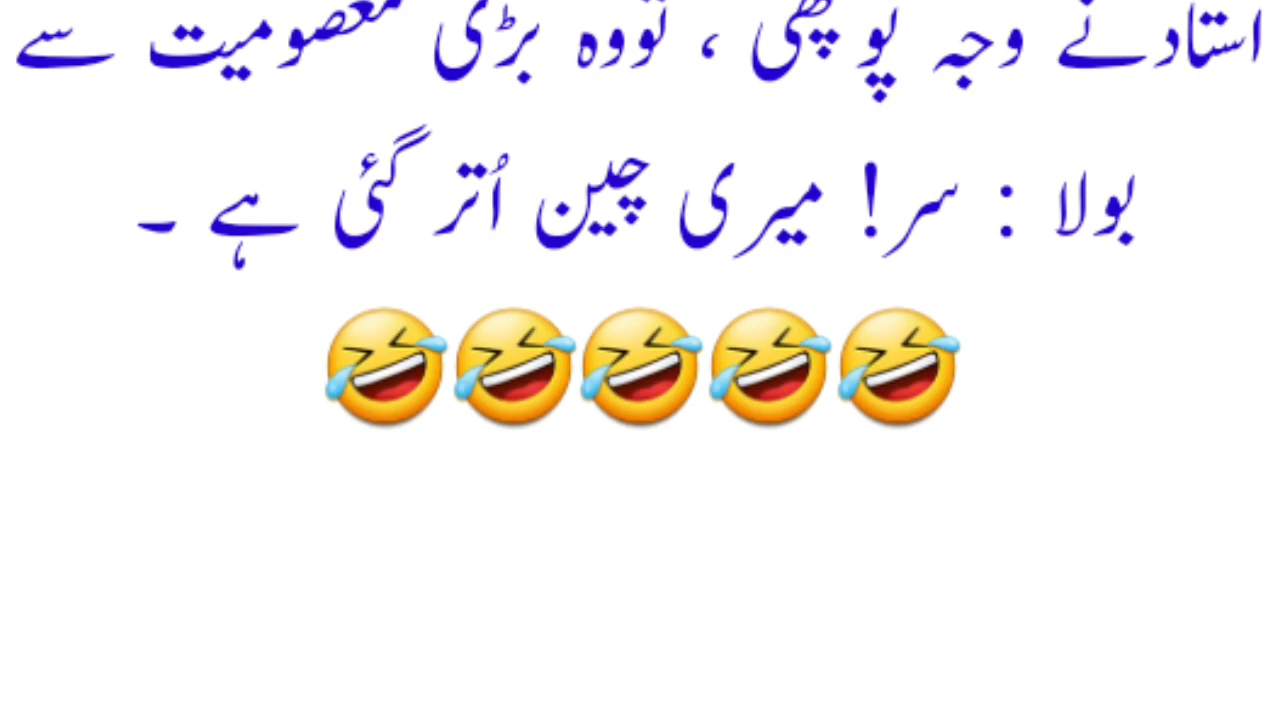 استاد نے وجہ پوچھی ، تو وہ بڑی معصومیت سے
بولا : سر! میری چین اُتر گئی ہے ۔
🤣🤣🤣🤣🤣